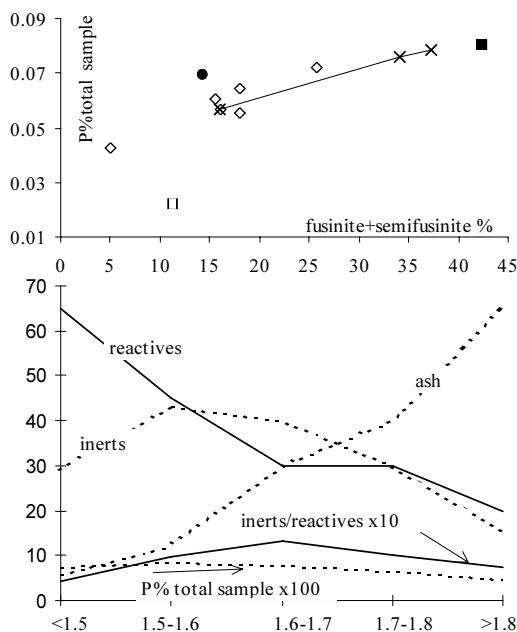 0.09
P%total sample
0.07
0.05
0.03
fusinite+semifusinite %
0.01
0 5 10 15 20 25 30 35 40 45
70
60
reactives
50
ash
40
inerts
30
20
inerts/reactives x10
10
P% total sample x100
0
<1.5 1.5-1.6 1.6-1.7 1.7-1.8 >1.8